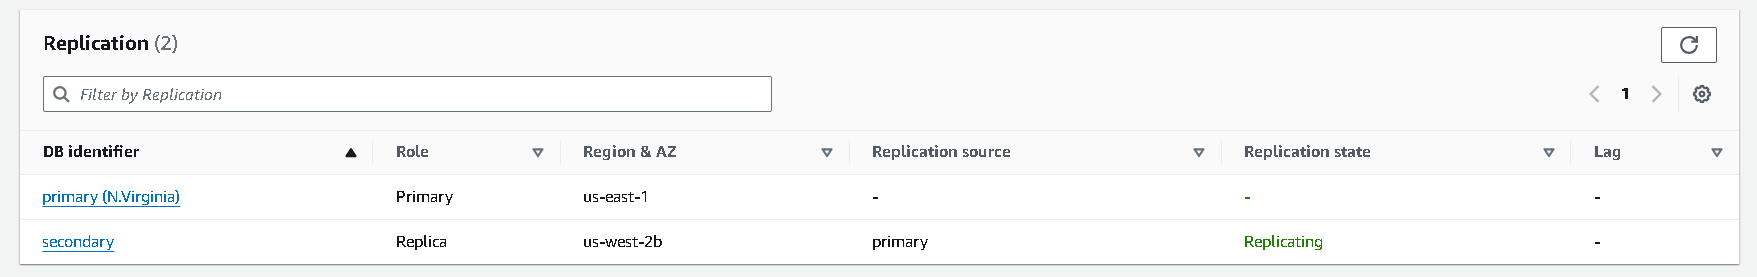 Replication (2)
Filter by Replication
1
DB identifier Role Region & AZ Replication source Replication state Lag
primary (N.Virginia) Primary us-east-1 - - -
secondary Replica us-west-2b primary Replicating -